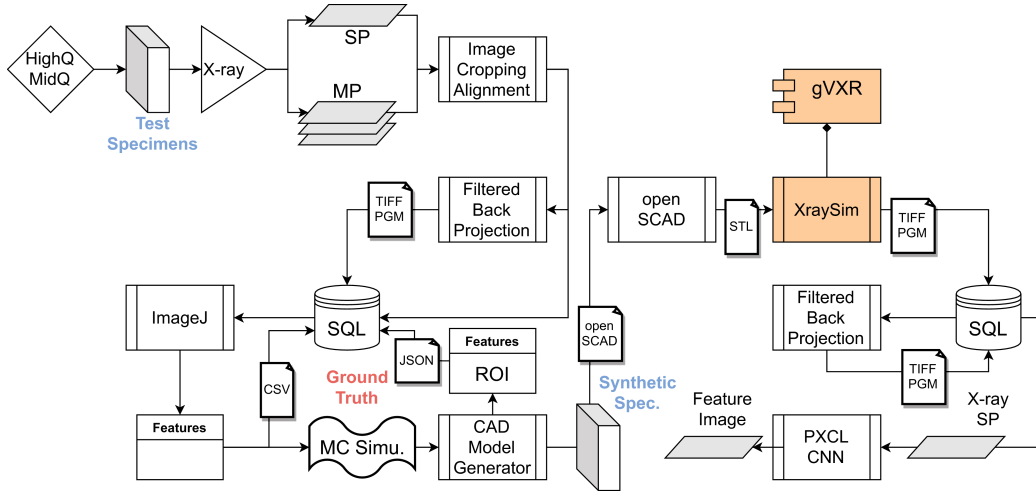 HighQ
MidQ
Test
Specimens
X-ray
SP
MP
Image
Cropping
Alignment
gVXR
TIFF
PGM
Filtered
Back
Projection
open
SCAD
STL
XraySim
TIFF
PGM
ImageJ
SQL
CSV
JSON
Features
ROI
open
SCAD
Filtered
Back
Projection
SQL
TIFF
PGM
Ground
Truth
Synthetic
Spec.
Features
MC Simu.
CAD
Model
Generator
Feature
Image
PXCL
CNN
X-ray
SP